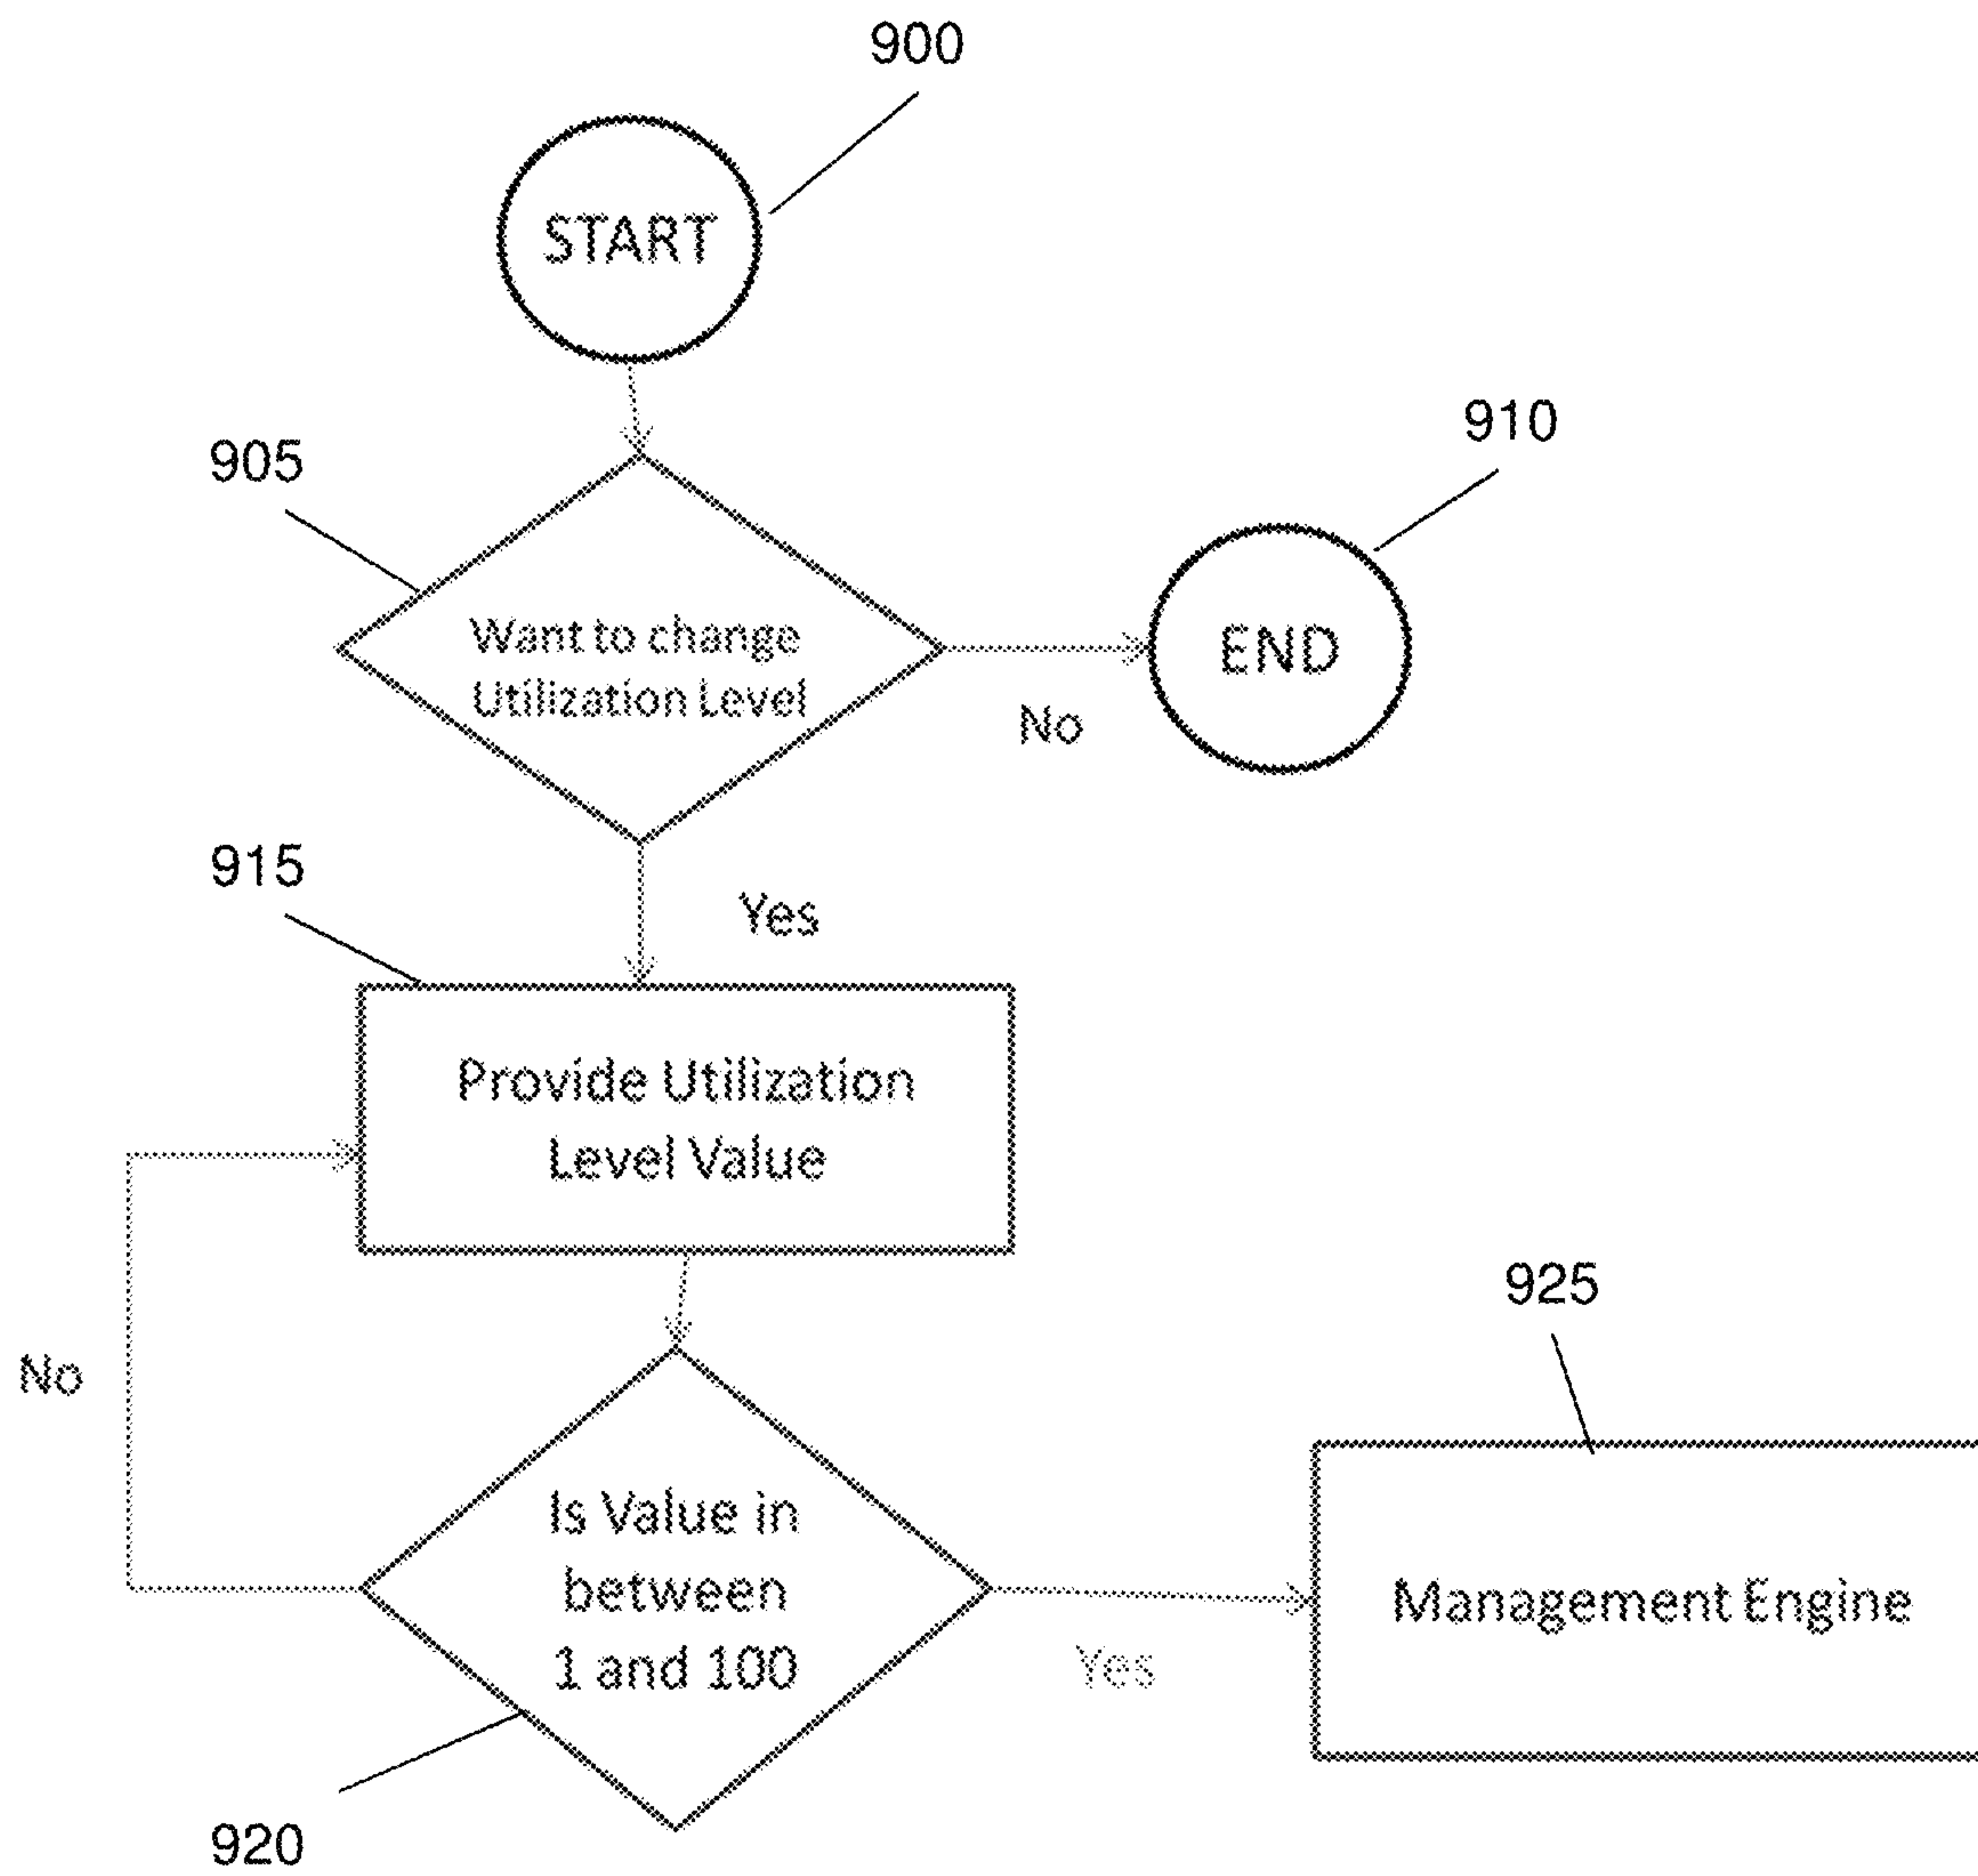 900
START
905
910
Want to change
Utilization Level
END
No
915
Yes
Provide Utilization
Level Value
925
No
Is Value in
between
1 and 100
Management Engine
Yes
920